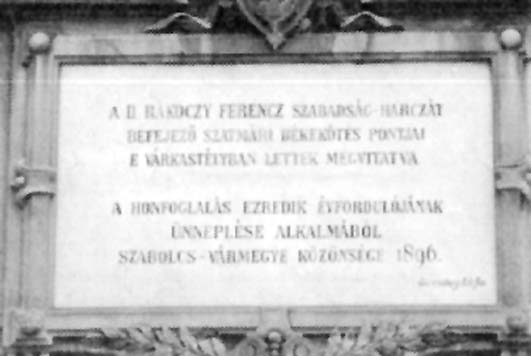 A II. RÁKÓCZY FERENCZ SZABADSÁG-HARCZÁT
BEFEJEZŐ SZATMÁRI BÉKEKÖTÉS PONTJAI
E VÁRKASTÉLYBAN LETTEK MEGVITATVA
A HONFOGLALÁS EZREDIK ÉVFORDULÓJÁNAK
ÜNNEPLÉSE ALKALMÁBÓL
SZABOLCS-VÁRMEGYE KÖZÖNSÉGE 1896.